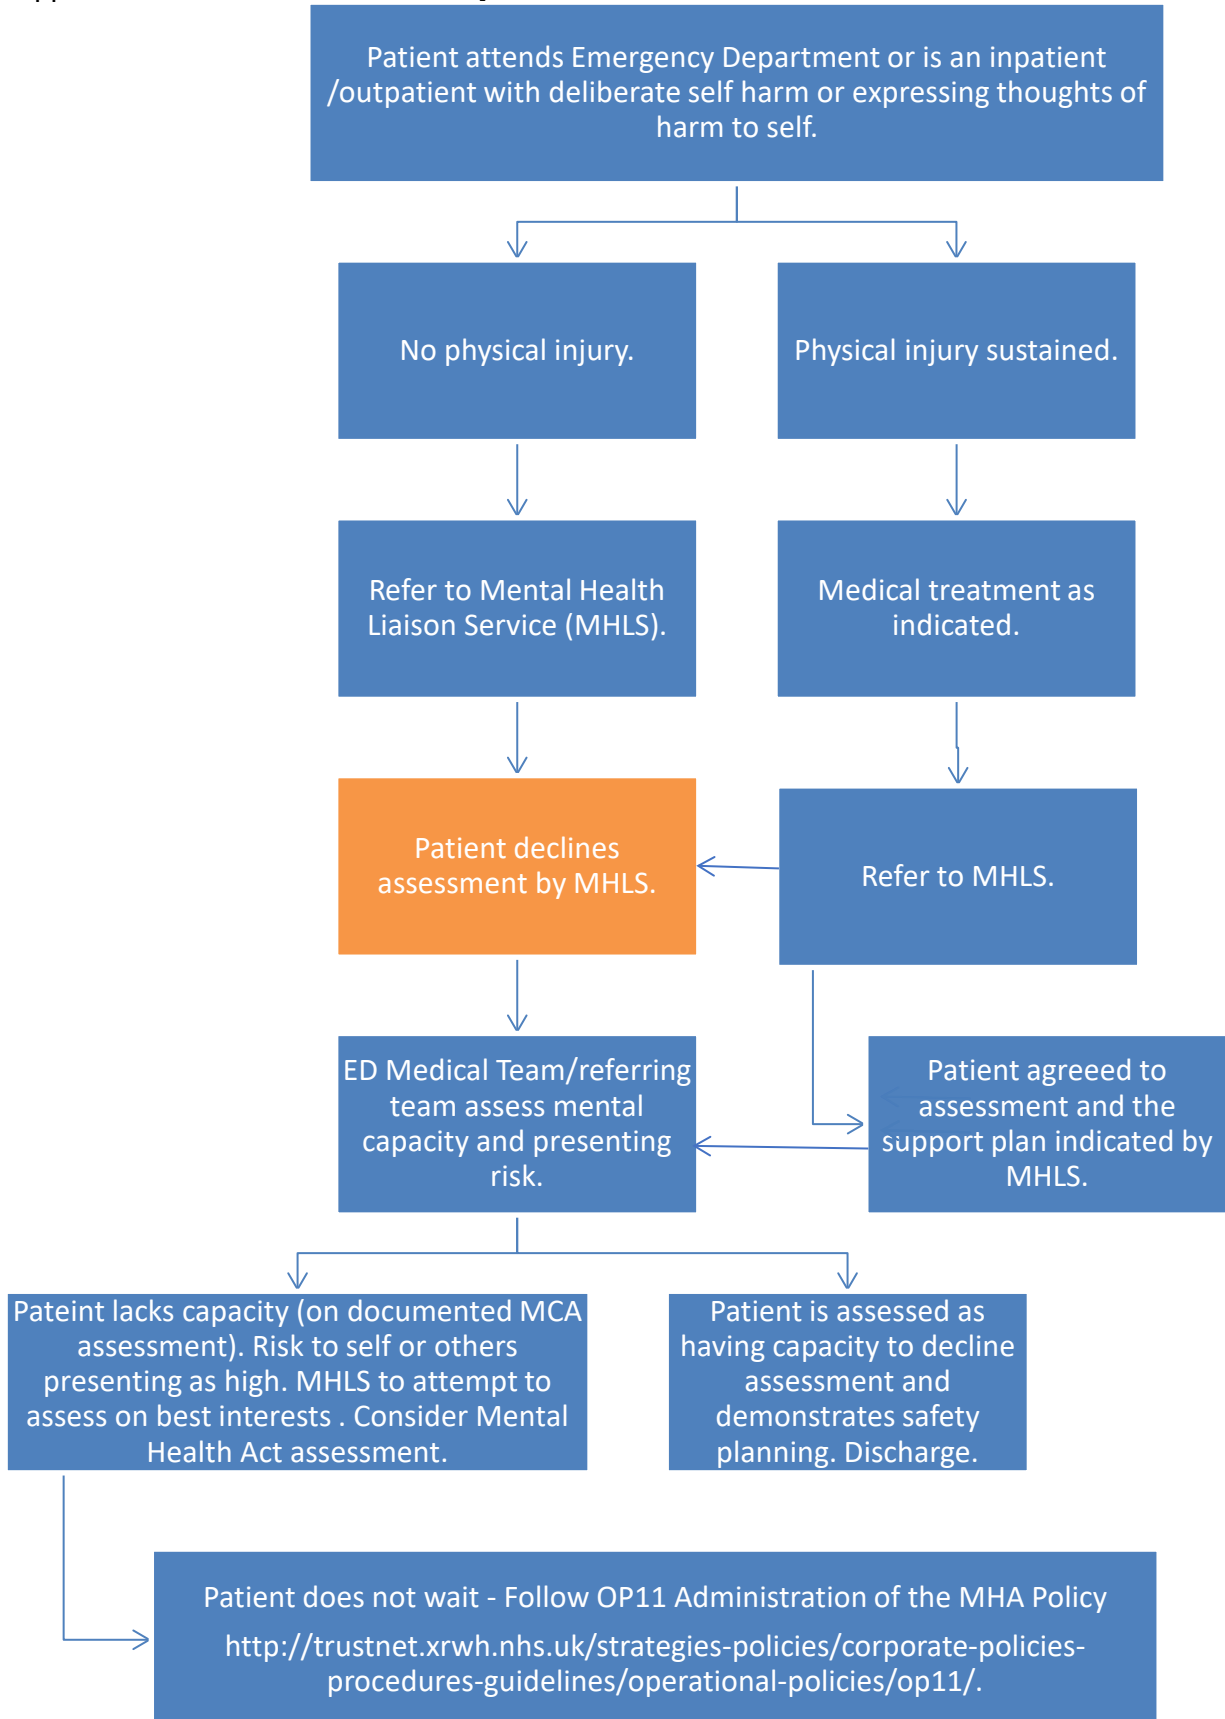 Patient attends Emergency Department or is an inpatient
/outpatient with deliberate self harm or expressing thoughts of
harm to self.
No physical injury.
Physical injury sustained.
Refer to Mental Health
Liaison Service (MHLS).
Medical treatment as
indicated.
Patient declines
assessment by MHLS.
Refer to MHLS.
ED Medical Team/referring
team assess mental
capacity and presenting
risk.
Patient agreeed to
assessment and the
support plan indicated by
MHLS.
Pateint lacks capacity (on documented MCA
assessment). Risk to self or others
presenting as high. MHLS to attempt to
assess on best interests . Consider Mental
Health Act assessment.
Patient is assessed as
having capacity to decline
assessment and
demonstrates safety
planning. Discharge.
Patient does not wait - Follow OP11 Administration of the MHA Policy
http://trustnet.xrwh.nhs.uk/strategies-policies/corporate-policies-
procedures-guidelines/operational-policies/op11/.